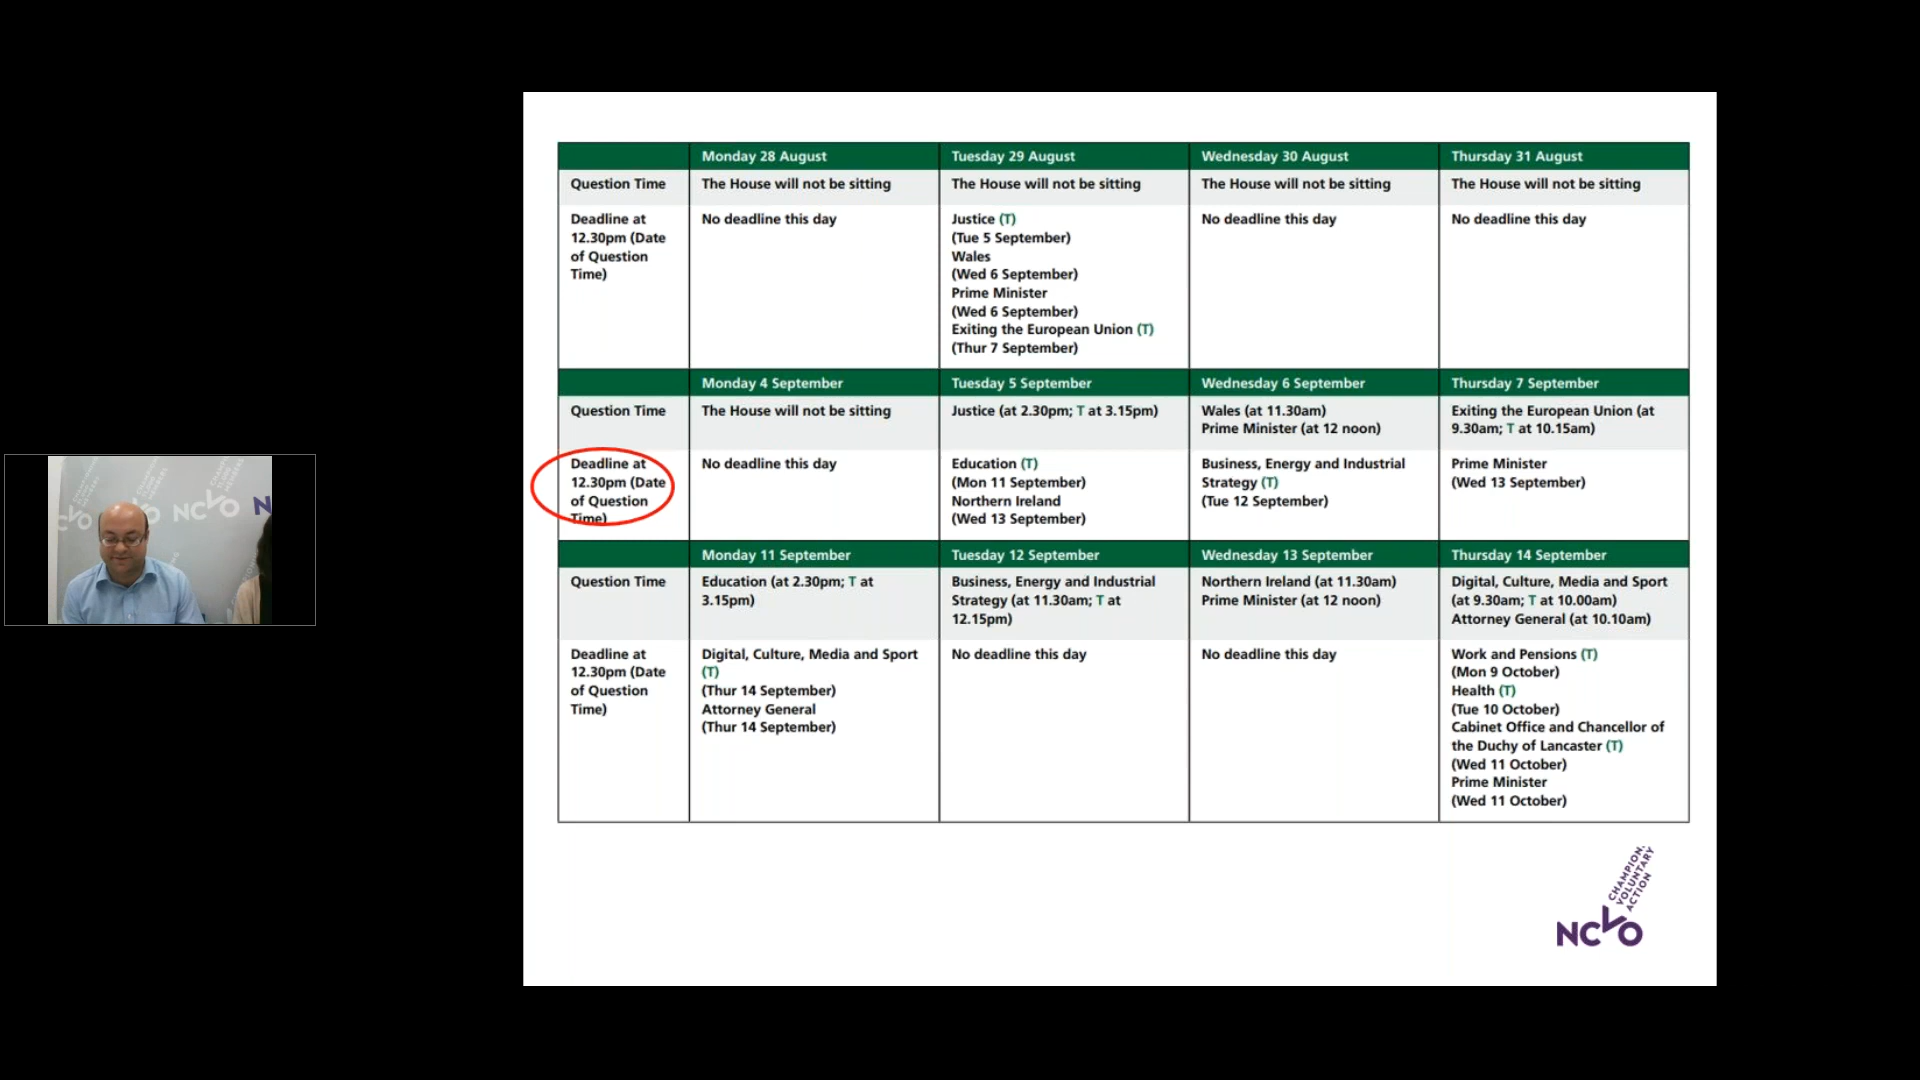 Monday 28 August
Tuesday 29 August
Wednesday 30 August
Thursday 31 August
Question Time
The House will not be sitting
The House will not be sitting
The House will not be sitting
The House will not be sitting
Deadline at
12.30pm (Date
of Question
Time)
No deadline this day
Justice (T)
(Tue 5 September)
Wales
(Wed 6 September)
Prime Minister
(Wed 6 September)
Exiting the European Union (T)
(Thur 7 September)
No deadline this day
No deadline this day
Monday 4 September
Tuesday 5 September
Wednesday 6 September
Thursday 7 September
Question Time
The House will not be sitting
Justice (at 2.30pm; T at 3.15pm)
Wales (at 11.30am)
Prime Minister (at 12 noon)
Exiting the European Union (at
9.30am; T at 10.15am)
Deadline at
12.30pm (Date
of Question
Time)
No deadline this day
Education (T)
(Mon 11 September)
Northern Ireland
(Wed 13 September)
Business, Energy and Industrial
Strategy (T)
(Tue 12 September)
Prime Minister
(Wed 13 September)
Monday 11 September
Tuesday 12 September
Wednesday 13 September
Thursday 14 September
Question Time
Education (at 2.30pm; T at
3.15pm)
Business, Energy and Industrial
Strategy (at 11.30am; T at
12.15pm)
Northern Ireland (at 11.30am)
Prime Minister (at 12 noon)
Digital, Culture, Media and Sport
(at 9.30am; T at 10.00am)
Attorney General (at 10.10am)
Deadline at
12.30pm (Date
of Question
Time)
Digital, Culture, Media and Sport
(T)
(Thur 14 September)
Attorney General
(Thur 14 September)
No deadline this day
No deadline this day
Work and Pensions (T)
(Mon 9 October)
Health (T)
(Tue 10 October)
Cabinet Office and Chancellor of
the Duchy of Lancaster (T)
(Wed 11 October)
Prime Minister
(Wed 11 October)
CHAMPION.
VOLUNTARY
ACTION
NCVO
NCVO